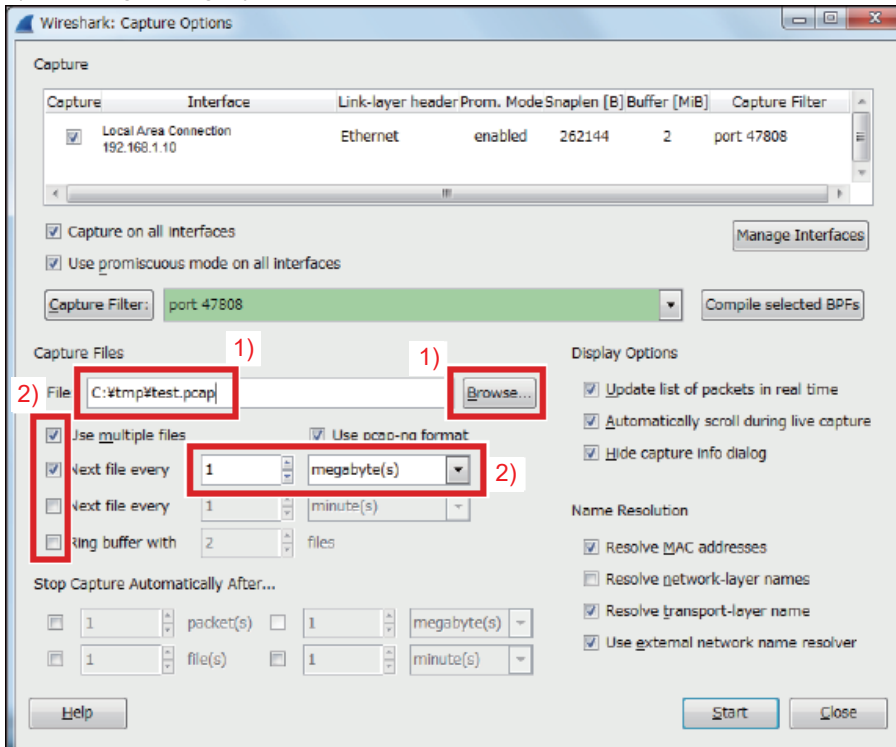 Wireshark: Capture Options
Capture
Capture Interface Link-layer header Prom. Mode Snaplen [B] Buffer [MiB] Capture Filter
Local Area Connection
192.168.1.10 Ethernet enabled 262144 2 port 47808
Capture on all interfaces
Manage Interfaces
Use promiscuous mode on all interfaces
Capture Filter: port 47808 Compile selected BPFs
Capture Files 1) 1) Display Options
2) File C:¥tmp¥test.pcap Browse... Update list of packets in real time
Use multiple files Use pcap-ng format Automatically scroll during live capture
Next file every 1 megabyte(s) 2) Hide capture info dialog
Next file every 1 minute(s) Name Resolution
Ring buffer with 2 files Resolve MAC addresses
Stop Capture Automatically After... Resolve network-layer names
1 packet(s) 1 megabyte(s) Resolve transport-layer name
1 file(s) 1 minute(s) Use external network name resolver
Help Start Close